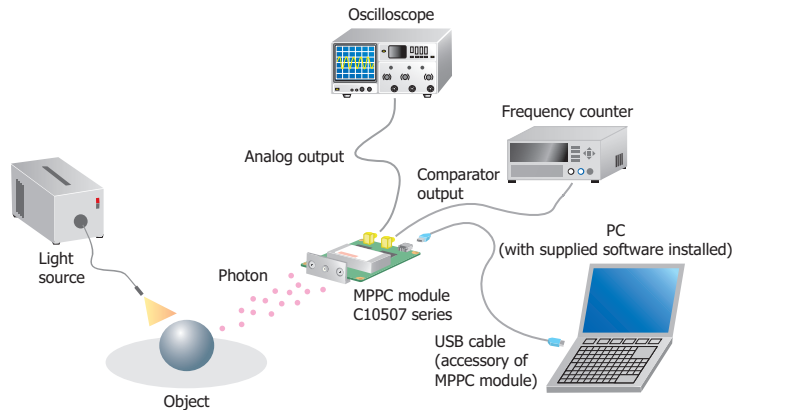 Oscilloscope
Frequency counter
Analog output
Comparator
output
PC
(with supplied software installed)
Light
source
Photon
MPPC module
C10507 series
USB cable
(accessory of
MPPC module)
Object